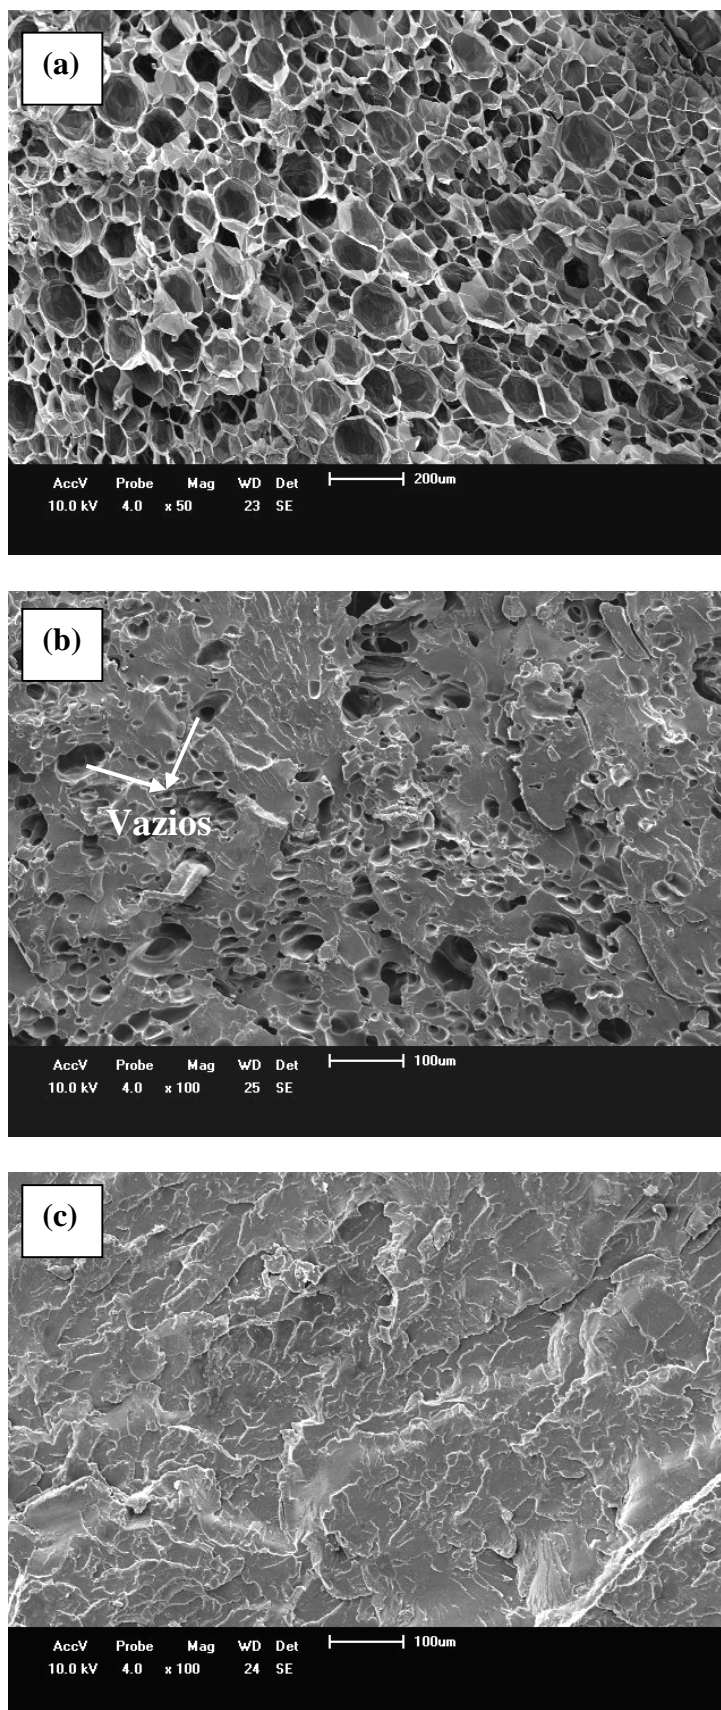 (a)
200um
AccV Probe Mag WD Det
10.0 kV 4.0 x 50 23 SE
(b)
Vazios
100um
AccV Probe Mag WD Det
10.0 kV 4.0 x 100 25 SE
(c)
100um
AccV Probe Mag WD Det
10.0 kV 4.0 x 100 24 SE